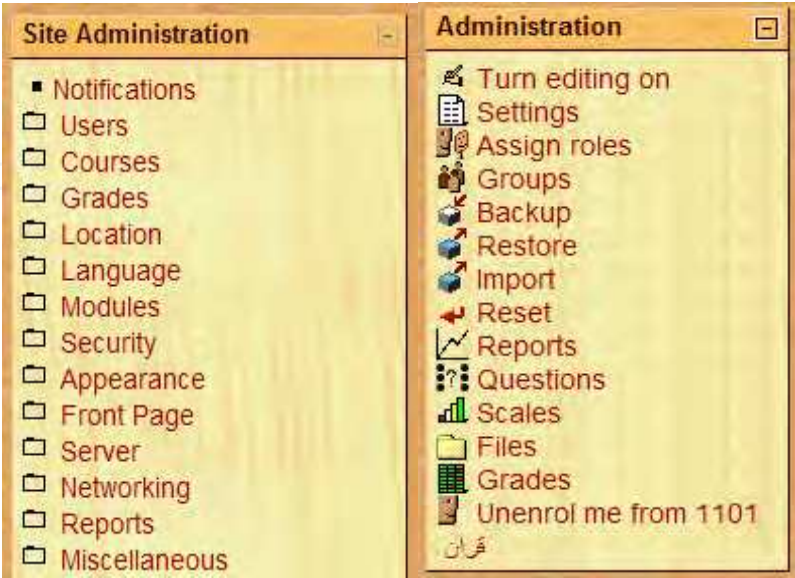 Site Administration
Notifications
Users
Courses
Grades
Location
Language
Modules
Security
Appearance
Front Page
Server
Networking
Reports
Miscellaneous
Administration
Turn editing on
Settings
Assign roles
Groups
Backup
Restore
Import
Reset
Reports
Questions
Scales
Files
Grades
Unenrol me from 1101
قران